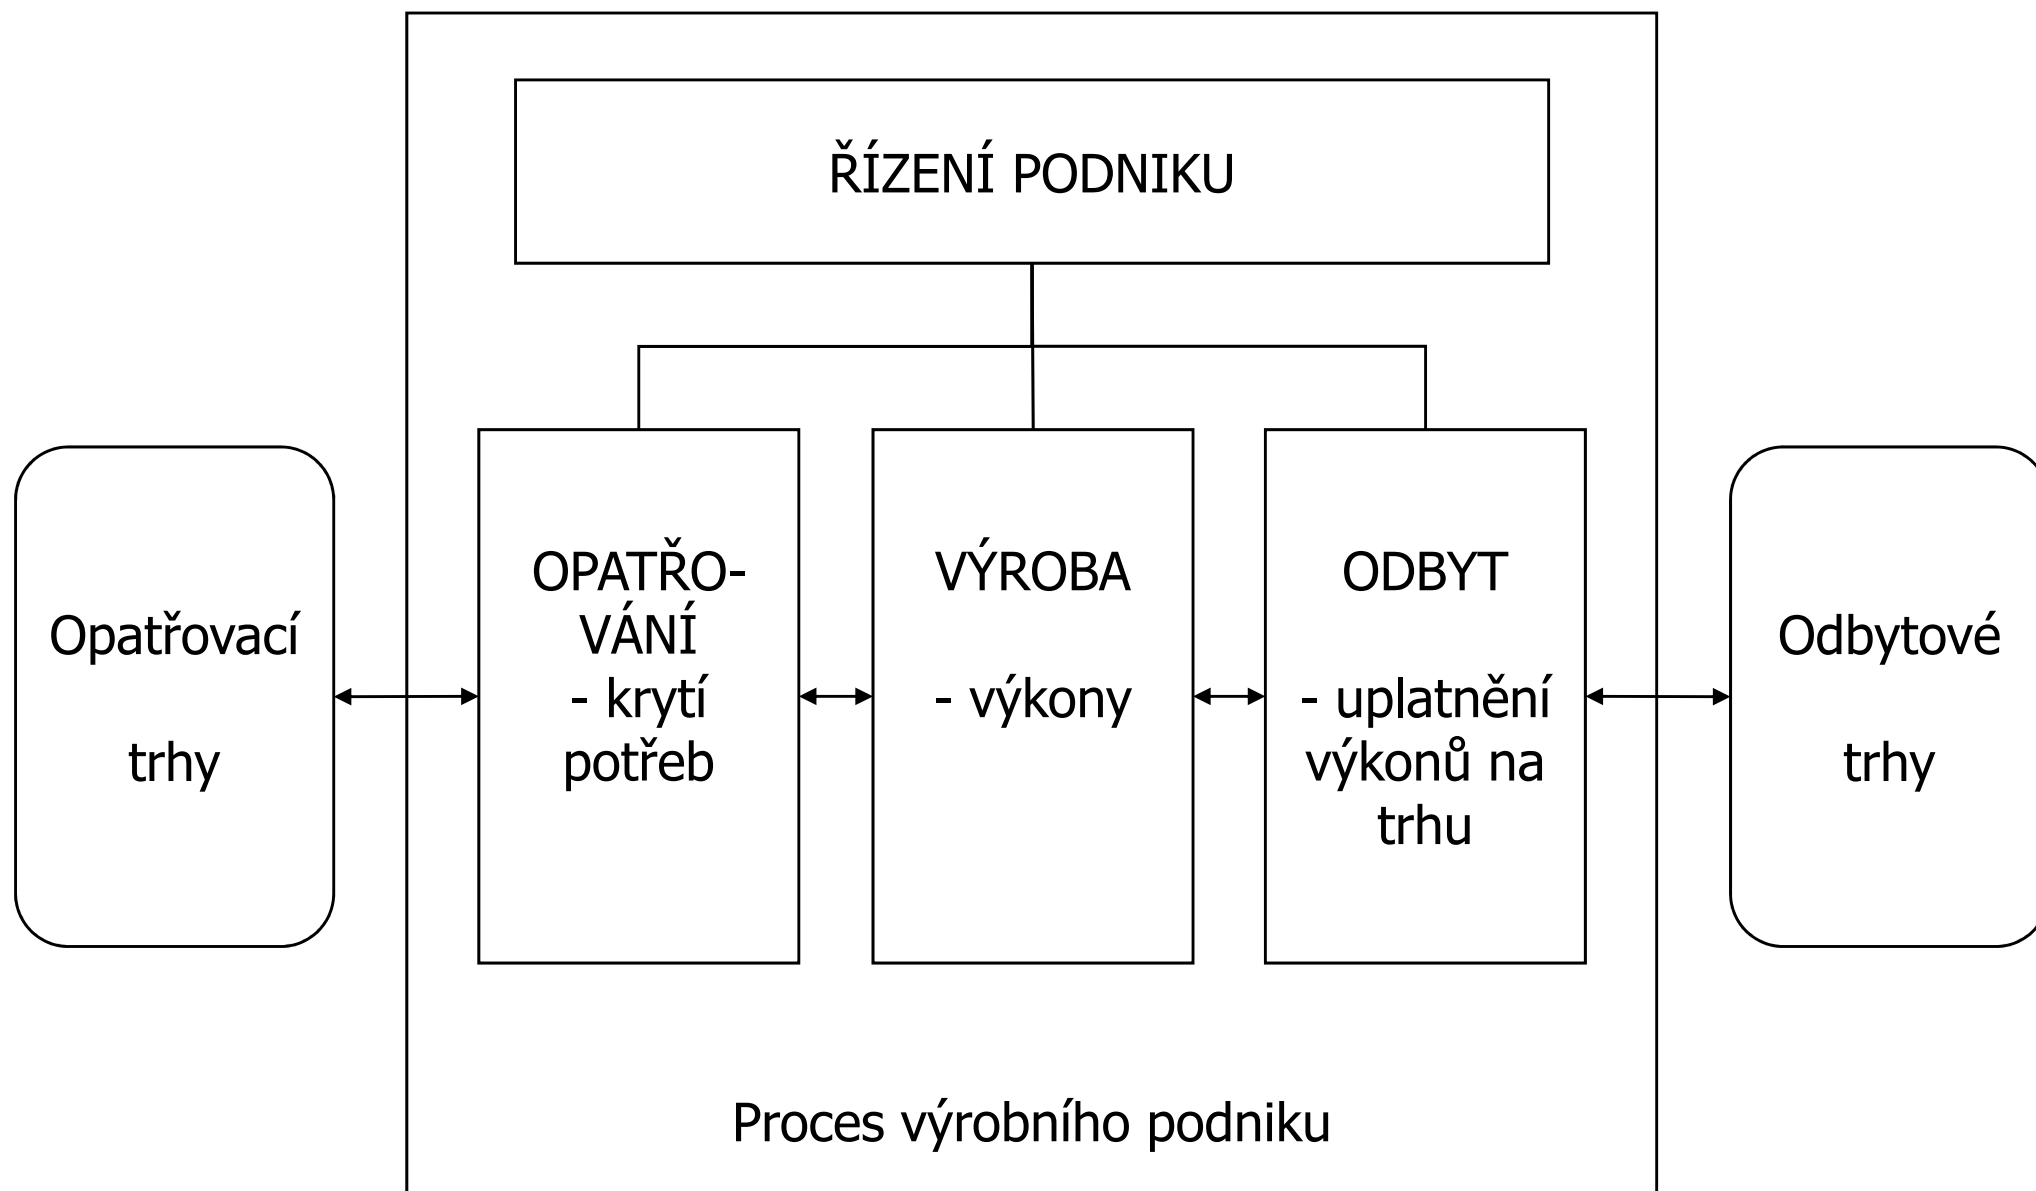 ŘÍZENÍ PODNIKU
Opatřovací
trhy
OPATŘO-
VÁNÍ
- krytí
potřeb
VÝROBA
- výkony
ODBYT
- uplatnění
výkonů na
trhu
Odbytové
trhy
Proces výrobního podniku